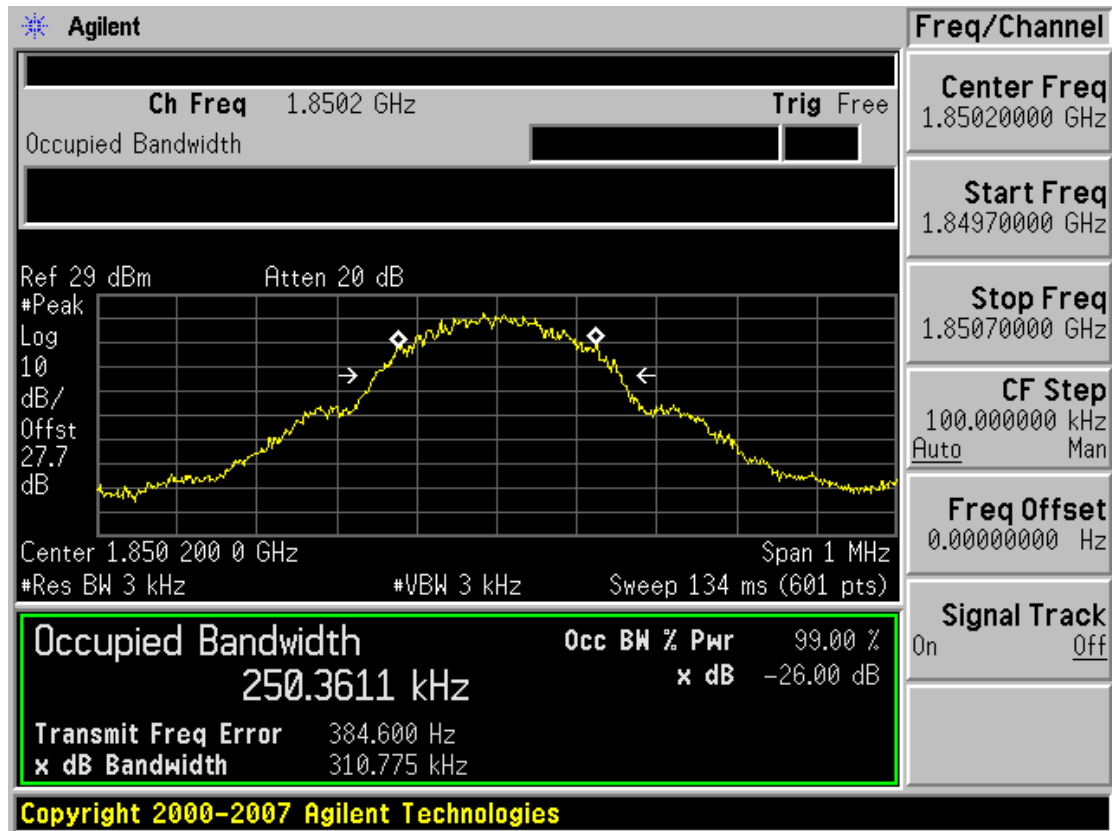 Agilent
Freq/Channel
Ch Freq 1.8502 GHz Trig Free
Occupied Bandwidth
Center Freq
1.85020000 GHz
Start Freq
1.84970000 GHz
Stop Freq
1.85070000 GHz
CF Step
100.000000 kHz
Auto Man
Freq Offset
0.00000000 Hz
Signal Track
On Off
Ref 29 dBm Atten 20 dB
#Peak
Log
10
dB/
Offst
27.7
dB
Center 1.850 200 0 GHz Span 1 MHz
#Res BW 3 kHz #VBW 3 kHz Sweep 134 ms (601 pts)
Occupied Bandwidth
250.3611 kHz
Occ BW % Pwr 99.00 %
x dB -26.00 dB
Transmit Freq Error 384.600 Hz
x dB Bandwidth 310.775 kHz
Copyright 2000-2007 Agilent Technologies